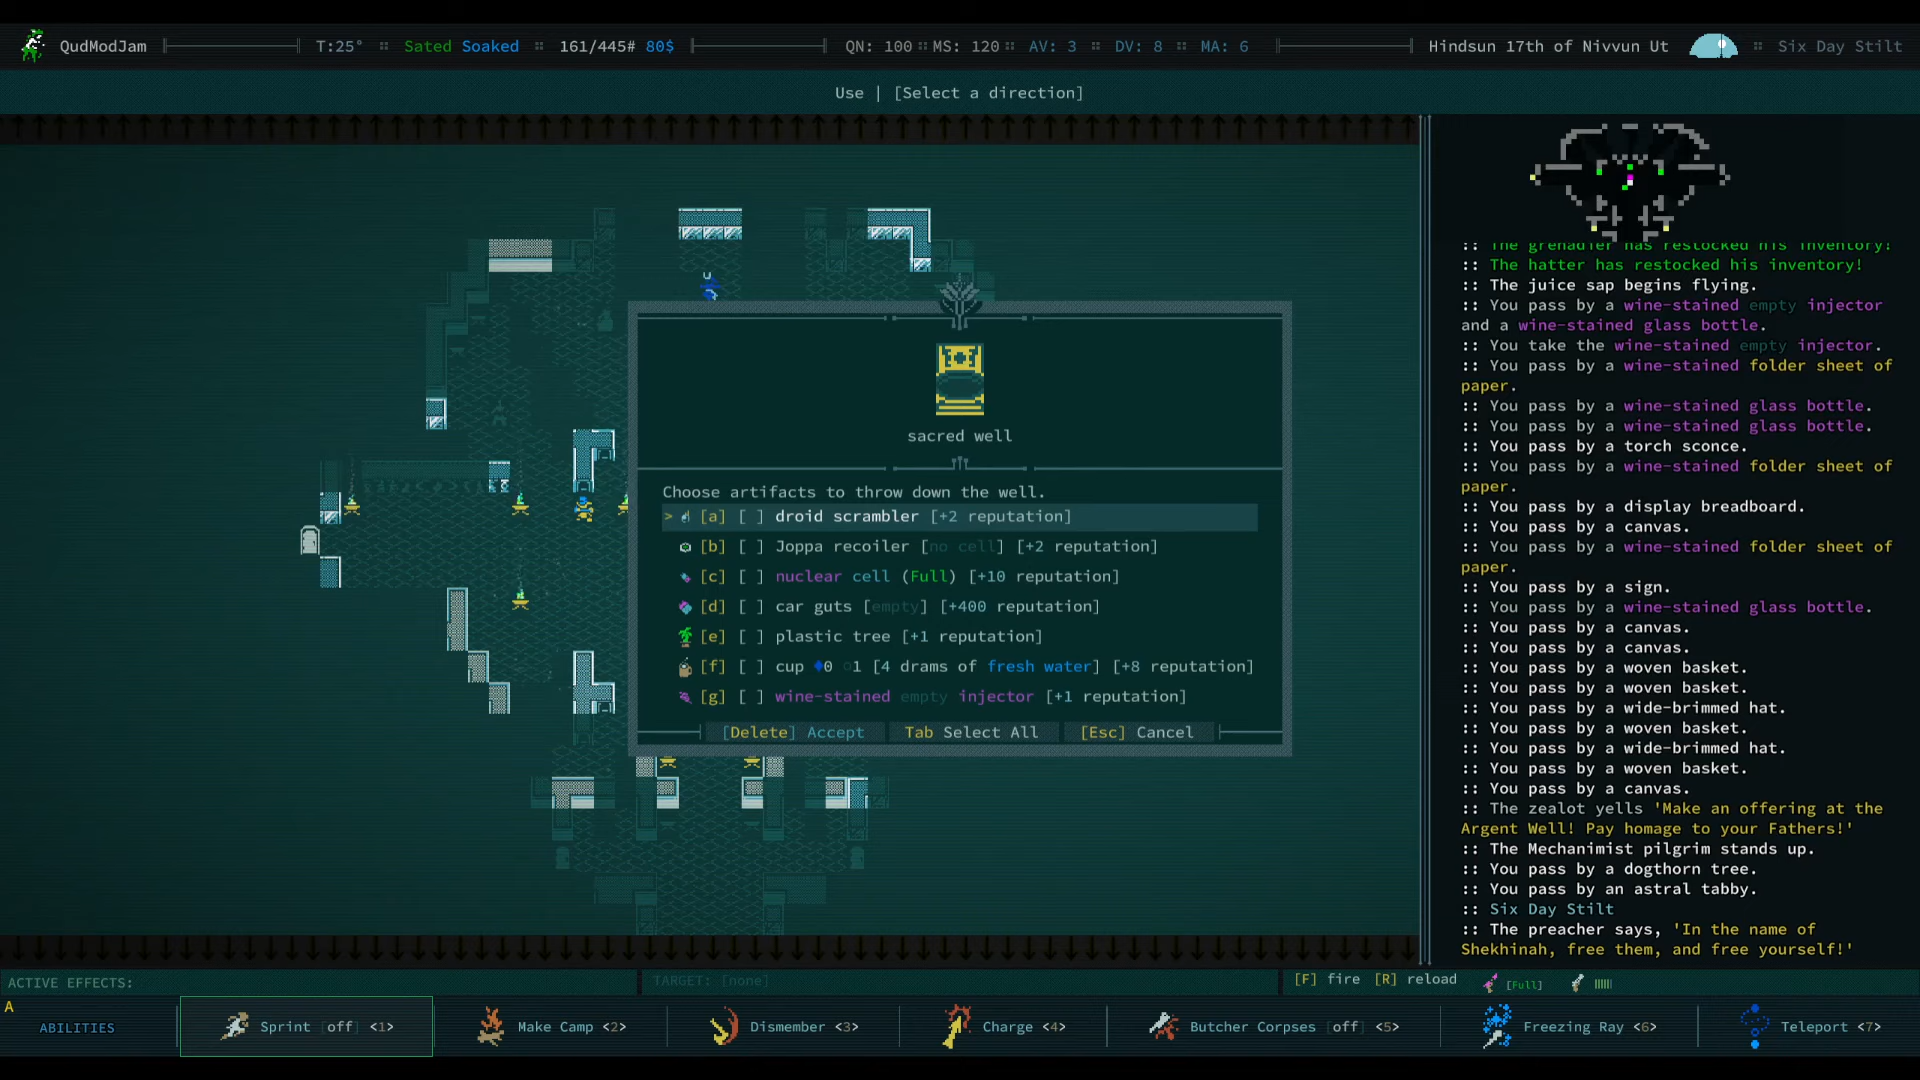 QudModJam T:25° Sated Soaked 161/445# 80$ QN: 100 MS: 120 AV: 3 DV: 8 MA: 6 Hindsun 17th of Nivvun Ut Six Day Stilt
Use | [Select a direction]
sacred well
Choose artifacts to throw down the well.
> [a] [ ] droid scrambler [+2 reputation]
[b] [ ] Joppa recoiler [no cell] [+2 reputation]
[c] [ ] nuclear cell (Full) [+10 reputation]
[d] [ ] car guts [empty] [+400 reputation]
[e] [ ] plastic tree [+1 reputation]
[f] [ ] cup ♦0 ○1 [4 drams of fresh water] [+8 reputation]
[g] [ ] wine-stained empty injector [+1 reputation]
[Delete] Accept Tab Select All [Esc] Cancel
:: The grenadier has restocked his inventory!
:: The hatter has restocked his inventory!
:: The juice sap begins flying.
:: You pass by a wine-stained empty injector
and a wine-stained glass bottle.
:: You take the wine-stained empty injector.
:: You pass by a wine-stained folder sheet of
paper.
:: You pass by a wine-stained glass bottle.
:: You pass by a wine-stained glass bottle.
:: You pass by a torch sconce.
:: You pass by a wine-stained folder sheet of
paper.
:: You pass by a display breadboard.
:: You pass by a canvas.
:: You pass by a wine-stained folder sheet of
paper.
:: You pass by a sign.
:: You pass by a wine-stained glass bottle.
:: You pass by a canvas.
:: You pass by a canvas.
:: You pass by a woven basket.
:: You pass by a woven basket.
:: You pass by a wide-brimmed hat.
:: You pass by a woven basket.
:: You pass by a wide-brimmed hat.
:: You pass by a woven basket.
:: You pass by a canvas.
:: The zealot yells 'Make an offering at the
Argent Well! Pay homage to your Fathers!'
:: The Mechanimist pilgrim stands up.
:: You pass by a dogthorn tree.
:: You pass by an astral tabby.
:: Six Day Stilt
:: The preacher says, 'In the name of
Shekhinah, free them, and free yourself!'
ACTIVE EFFECTS: TARGET: [none] [F] fire [R] reload [Full]
A
ABILITIES Sprint [off] <1> Make Camp <2> Dismember <3> Charge <4> Butcher Corpses [off] <5> Freezing Ray <6> Teleport <7>